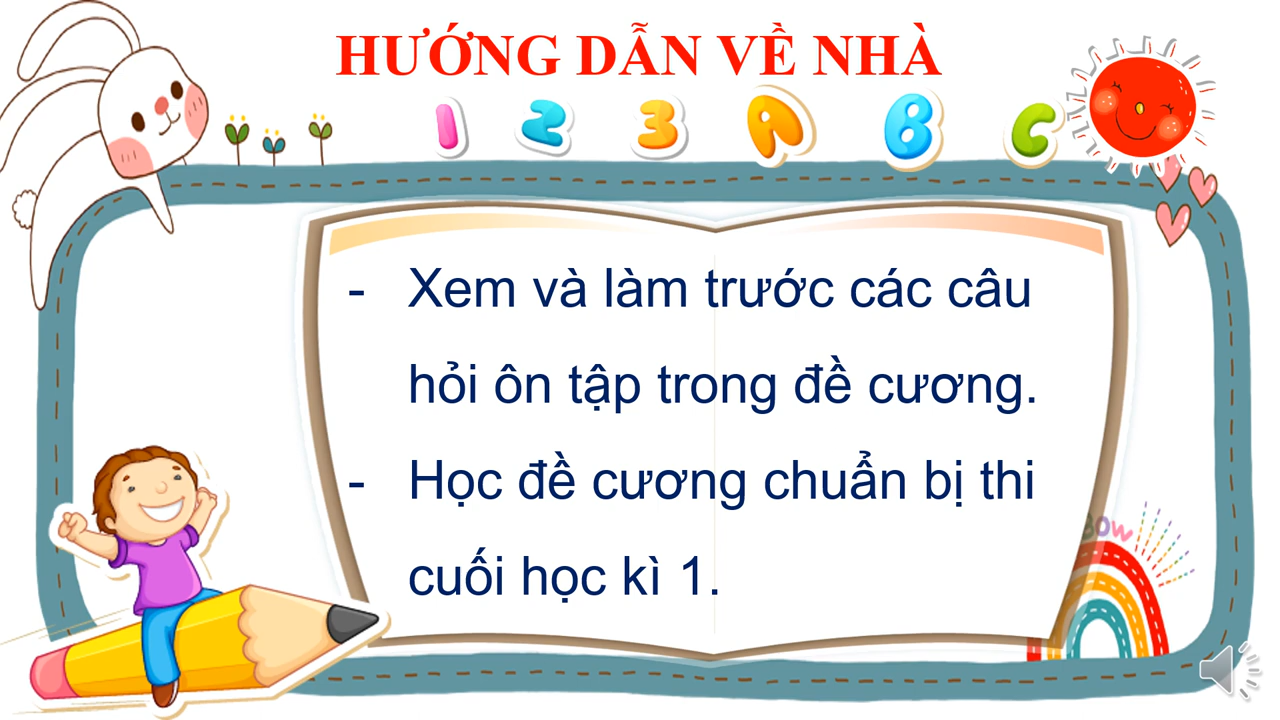 HƯỚNG DẪN VỀ NHÀ
1 2 3 A B C
- Xem và làm trước các câu
hỏi ôn tập trong đề cương.
- Học đề cương chuẩn bị thi
cuối học kì 1.